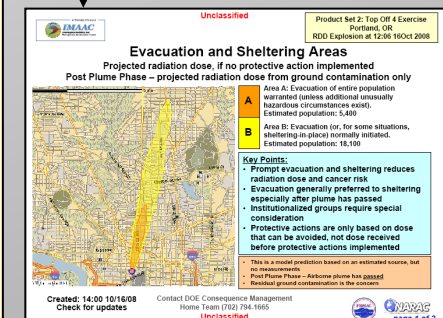 Unclassified
IMAAC
Product Set 2: Top Off 4 Exercise
Portland, OR
RDD Explosion at 12:06 16Oct 2008
Evacuation and Sheltering Areas
Projected radiation dose, if no protective action implemented
Post Plume Phase – projected radiation dose from ground contamination only
A
Area A: Evacuation of entire population
warranted (unless additional unusually
hazardous circumstances exist).
Estimated population: 5,400
B
Area B: Evacuation (or, for some situations,
sheltering-in-place) normally initiated.
Estimated population: 18,100
Key Points:
• Prompt evacuation and sheltering reduces
radiation dose and cancer risk
• Evacuation generally preferred to sheltering
especially after plume has passed
• Institutionalized groups require special
consideration
• Protective actions are only based on dose
that can be avoided, not dose received
before protective actions implemented
• This is a model prediction based on an estimated source, but
no measurements
• Post Plume Phase – Airborne plume has passed
• Residual ground contamination is the concern
Created: 14:00 10/16/08
Check for updates
Contact DOE Consequence Management
Home Team (702) 794-1665
Unclassified
NARAC
page 1 of 2